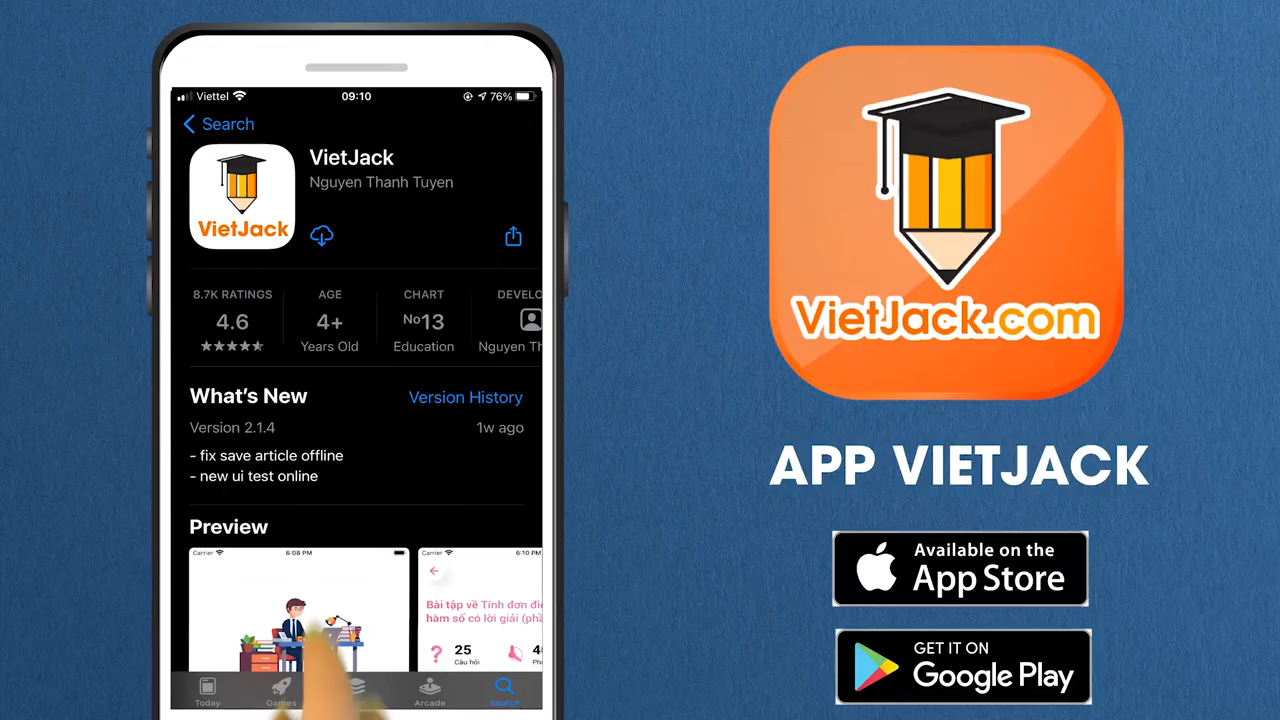 Viettel
09:10
76%
Search
VietJack
Nguyen Thanh Tuyen
VietJack
8.7K RATINGS
4.6
AGE
4+
Years Old
CHART
No13
Education
DEVELO
Nguyen Th
What's New
Version History
Version 2.1.4
1w ago
- fix save article offline
- new ui test online
Preview
Carrier
6:08 PM
Carrier
6:10 PM
Bài tập về Tính đơn đi
hàm số có lời giải (ph
25
Câu hỏi
Today
Games
Arcade
Search
VietJack.com
APP VIETJACK
Available on the
App Store
GET IT ON
Google Play